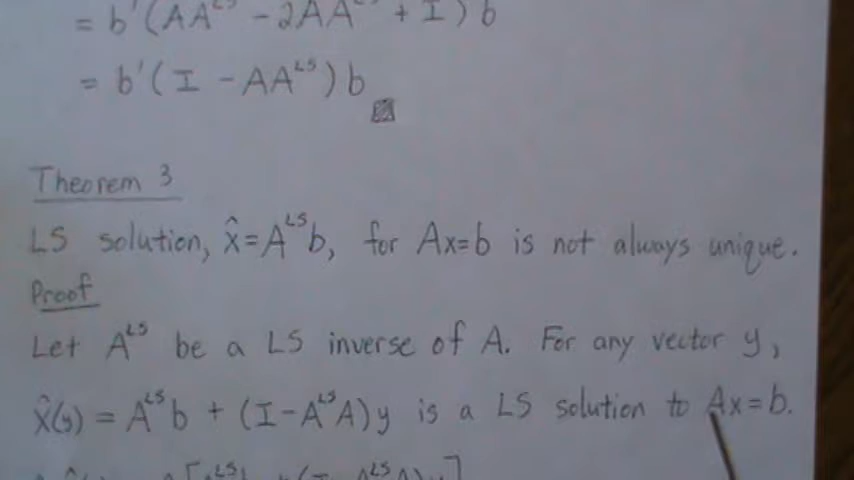 = b'(AA^LS - 2AA^LS + I) b
= b'(I - AA^LS) b
Theorem 3
LS solution, x̂ = A^LS b, for Ax=b is not always unique.
Proof
Let A^LS be a LS inverse of A. For any vector y,
x̂(y) = A^LS b + (I - A^LS A)y is a LS solution to Ax=b.